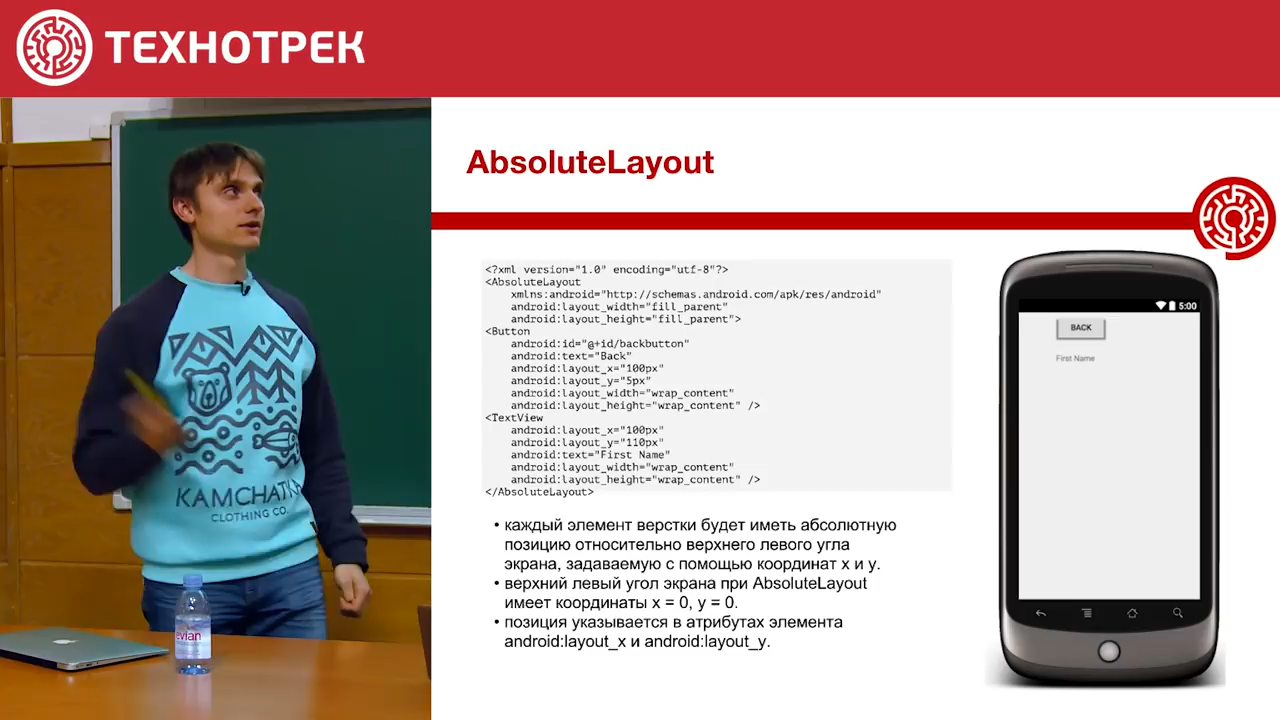 ТЕХНОТРЕК
AbsoluteLayout
<?xml version="1.0" encoding="utf-8"?>
<AbsoluteLayout
xmlns:android="http://schemas.android.com/apk/res/android"
android:layout_width="fill_parent"
android:layout_height="fill_parent">
<Button
android:id="@+id/backbutton"
android:text="Back"
android:layout_x="100px"
android:layout_y="5px"
android:layout_width="wrap_content"
android:layout_height="wrap_content" />
<TextView
android:layout_x="100px"
android:layout_y="110px"
android:text="First Name"
android:layout_width="wrap_content"
android:layout_height="wrap_content" />
</AbsoluteLayout>
• каждый элемент верстки будет иметь абсолютную
позицию относительно верхнего левого угла
экрана, задаваемую с помощью координат x и y.
• верхний левый угол экрана при AbsoluteLayout
имеет координаты x = 0, y = 0.
• позиция указывается в атрибутах элемента
android:layout_x и android:layout_y.
5:00
BACK
First Name
KAMCHATKA
CLOTHING CO.
evian